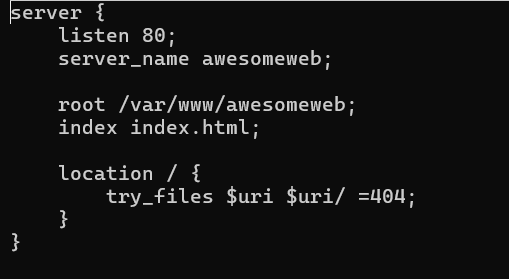 server {
    listen 80;
    server_name awesomeweb;

    root /var/www/awesomeweb;
    index index.html;

    location / {
        try_files $uri $uri/ =404;
    }
}